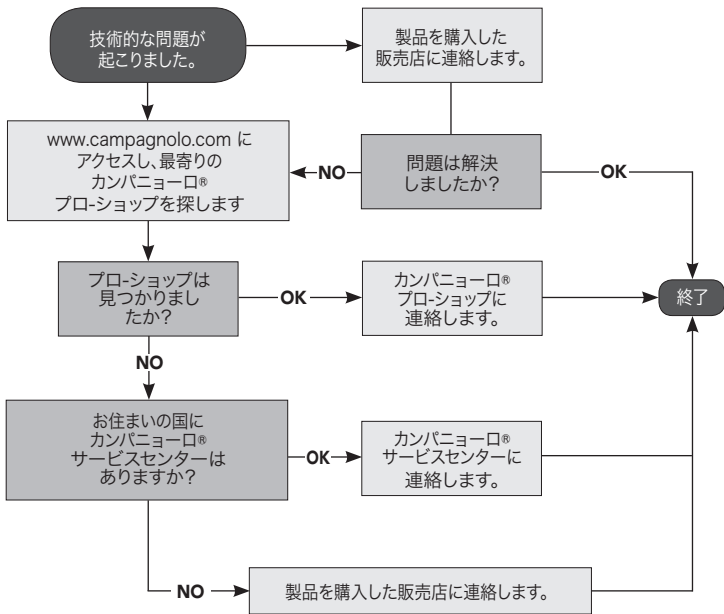 技術的な問題が
起こりました。
製品を購入した
販売店に連絡します。
www.campagnolo.com に
アクセスし、最寄りの
カンパニョーロ®
プロ-ショップを探します
NO
問題は解決
しましたか？
OK
プロ-ショップは
見つかりまし
たか？
OK
カンパニョーロ®
プロ-ショップに
連絡します。
終了
NO
お住まいの国に
カンパニョーロ®
サービスセンターは
ありますか？
OK
カンパニョーロ®
サービスセンターに
連絡します。
NO
製品を購入した販売店に連絡します。